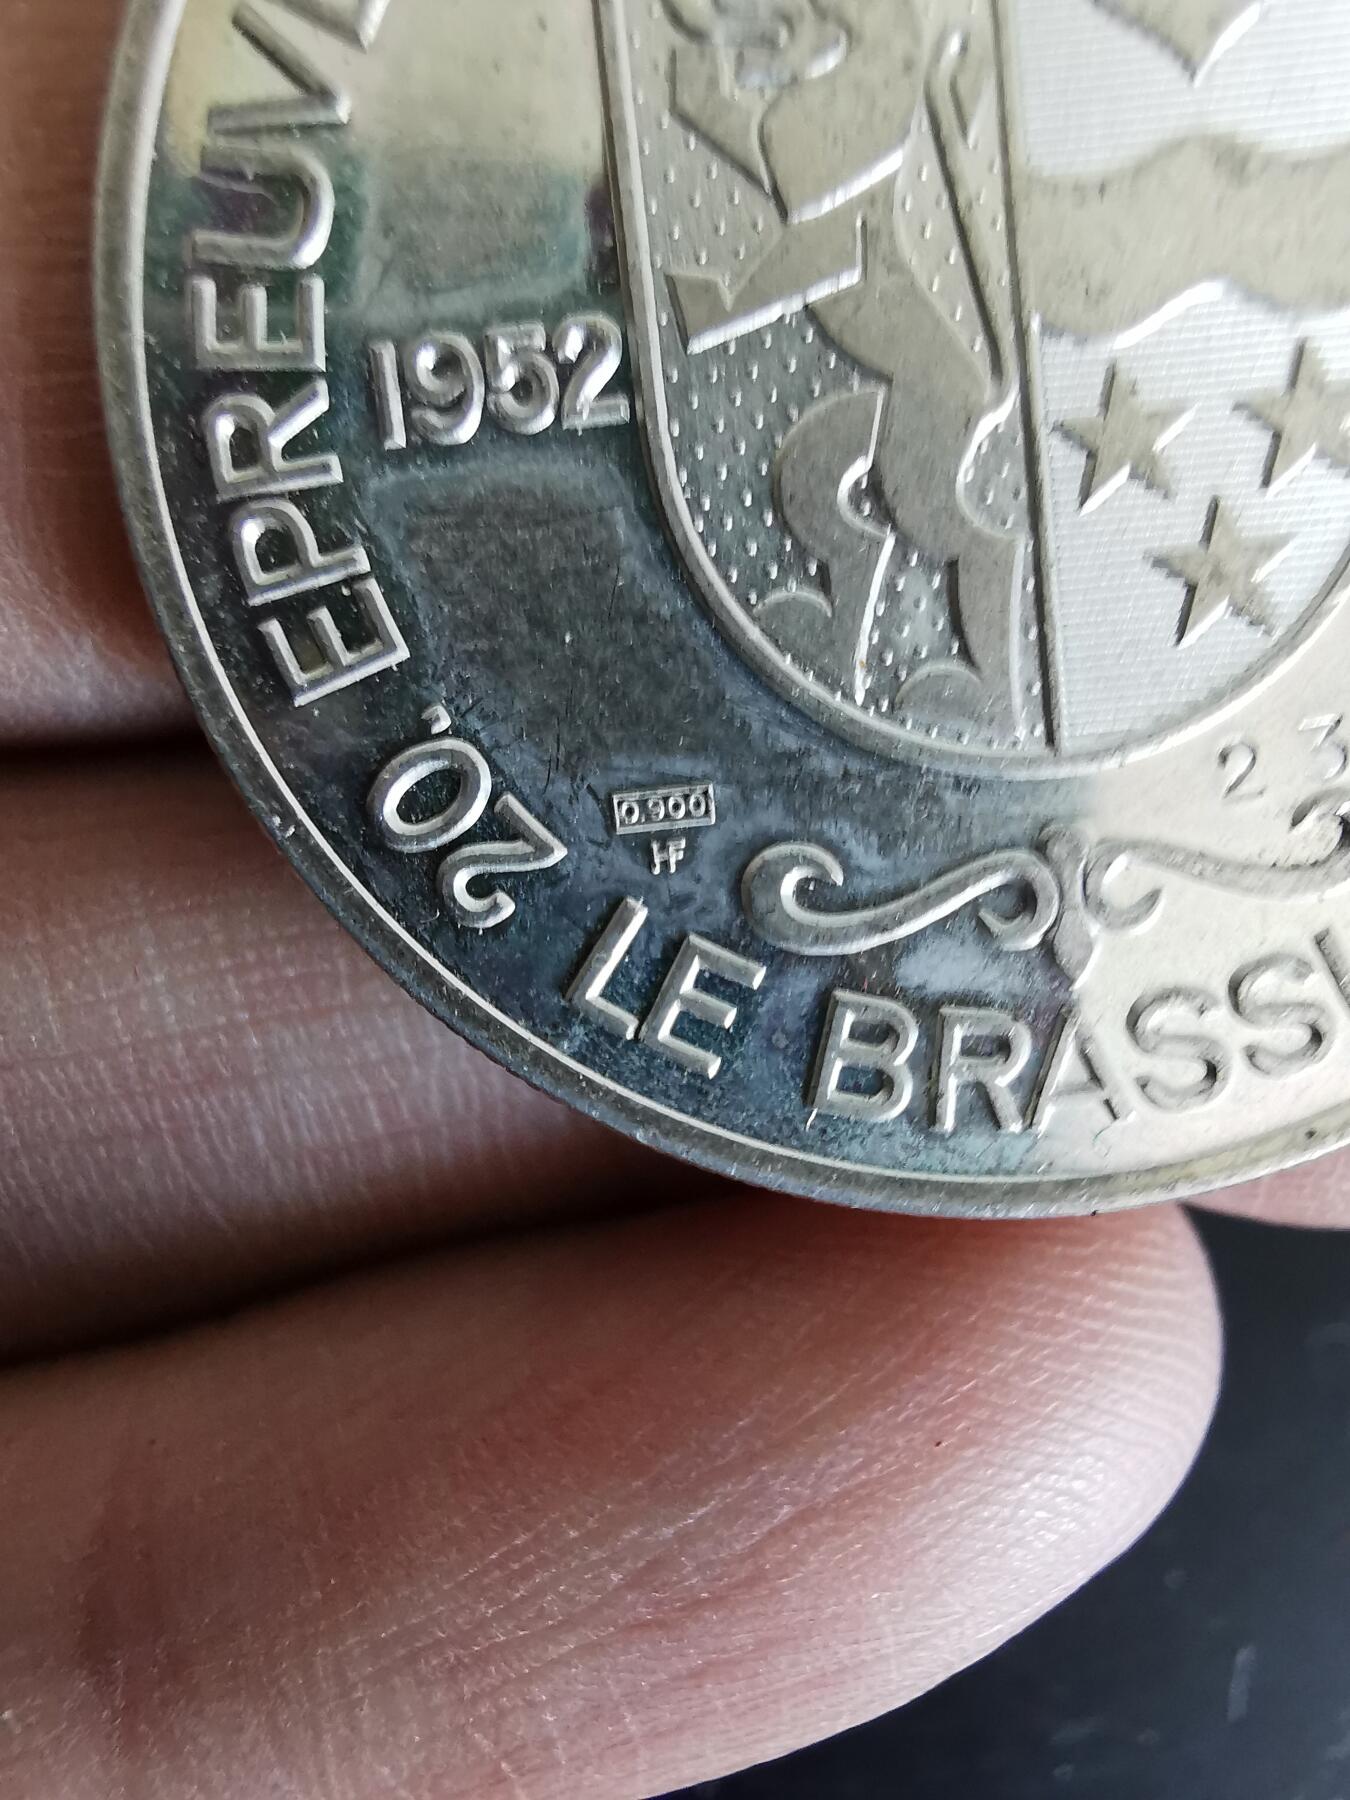 EPREUV
1952
20.
0.900
HF
23
LE BRASS